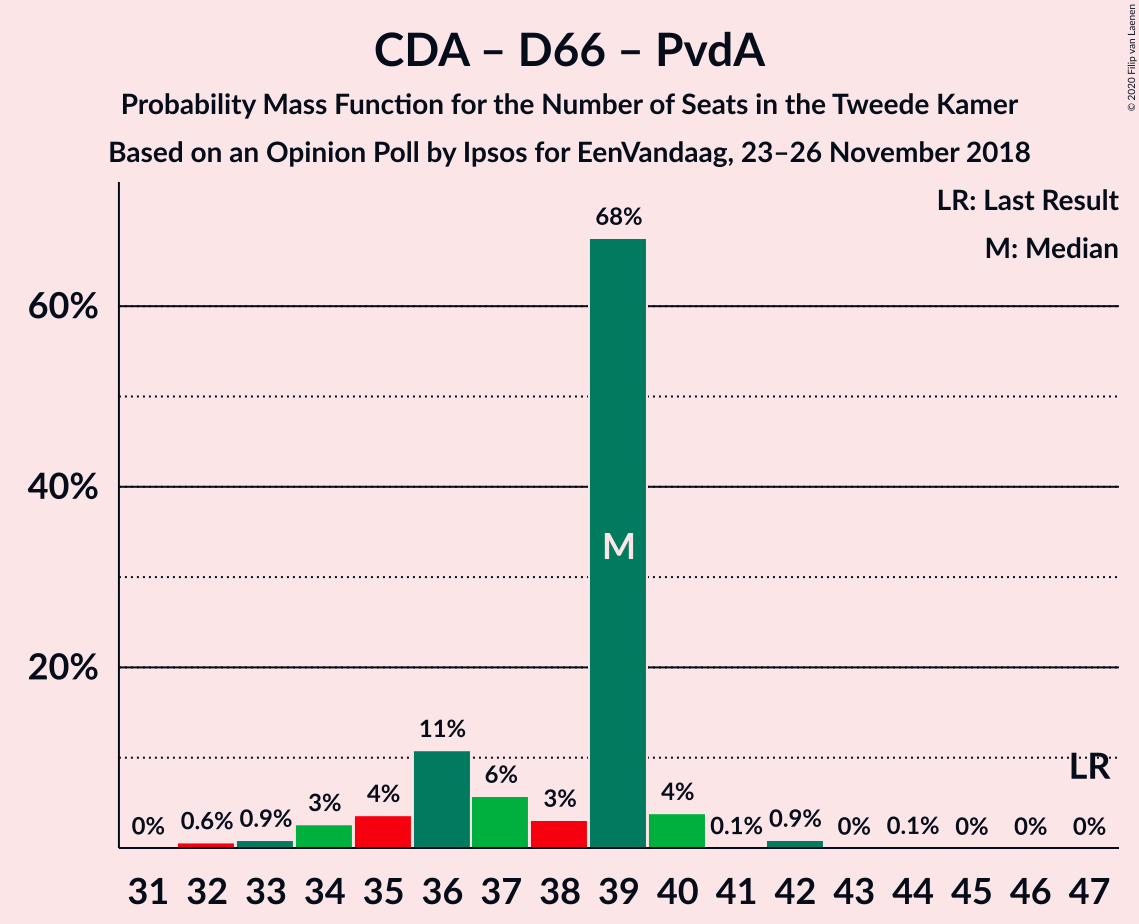 CDA – D66 – PvdA
Probability Mass Function for the Number of Seats in the Tweede Kamer
Based on an Opinion Poll by Ipsos for EenVandaag, 23–26 November 2018
© 2020 Filip van Laenen
LR: Last Result
M: Median
60%
40%
20%
0% 0.6% 0.9% 3% 4% 11% 6% 3% 68% 4% 0.1% 0.9% 0% 0.1% 0% 0% 0%
M
LR
31 32 33 34 35 36 37 38 39 40 41 42 43 44 45 46 47